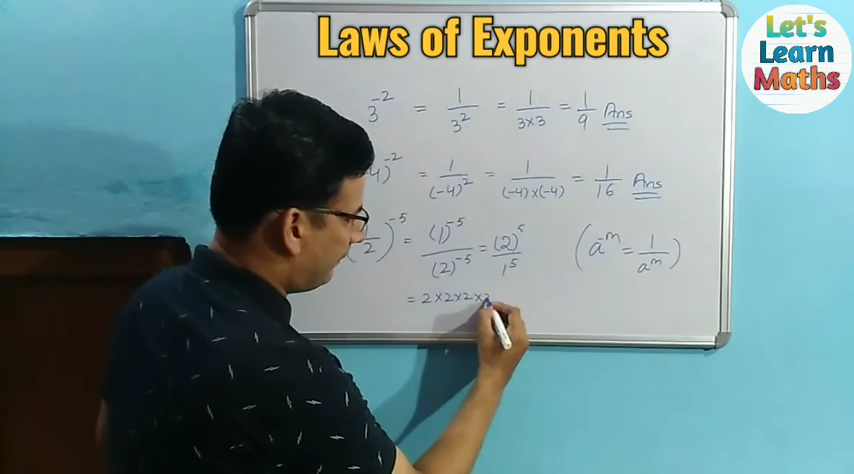 Laws of Exponents
Let's
Learn
Maths
3^-2 = 1/3^2 = 1/(3×3) = 1/9 Ans
4)^-2 = 1/(-4)^2 = 1/((-4)×(-4)) = 1/16 Ans
(1/2)^-5 = (1)^-5/(2)^-5 = (2)^5/1^5 (a^-m = 1/a^m)
= 2×2×2×2